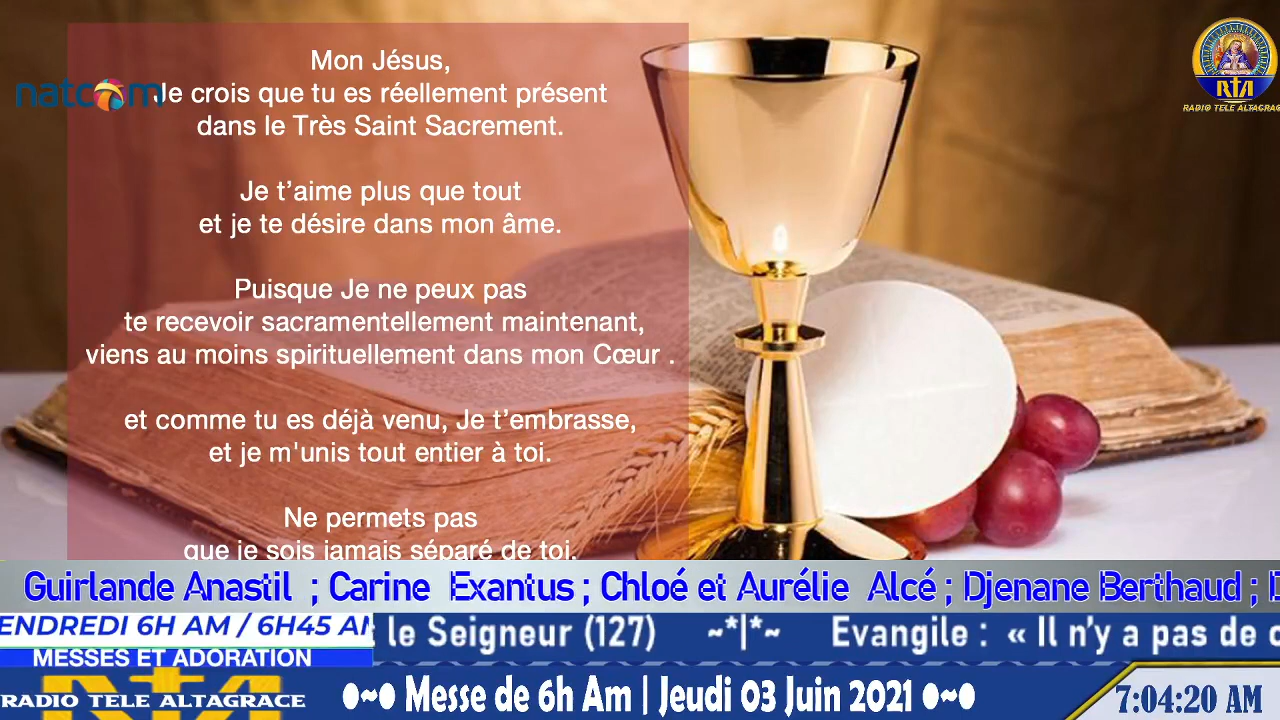 Mon Jésus,
natcom
Je crois que tu es réellement présent
dans le Très Saint Sacrement.
Je t’aime plus que tout
et je te désire dans mon âme.
Puisque Je ne peux pas
te recevoir sacramentellement maintenant,
viens au moins spirituellement dans mon Cœur .
et comme tu es déjà venu, Je t’embrasse,
et je m'unis tout entier à toi.
Ne permets pas
que je sois jamais séparé de toi.
RTA
RADIO TELE ALTAGRAC
Guirlande Anastil ; Carine Exantus ; Chloé et Aurélie Alcé ; Djenane Berthaud ;
ENDREDI 6H AM / 6H45 AM
MESSES ET ADORATION
: le Seigneur (127) ~*|*~ Evangile : « Il n’y a pas de
RADIO TELE ALTAGRACE
Messe de 6h Am | Jeudi 03 Juin 2021
7:04:20 AM